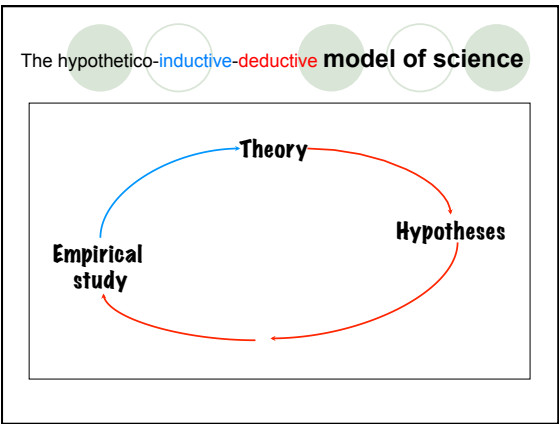 The hypothetico-inductive-deductive model of science
Theory
Hypotheses
Empirical
study